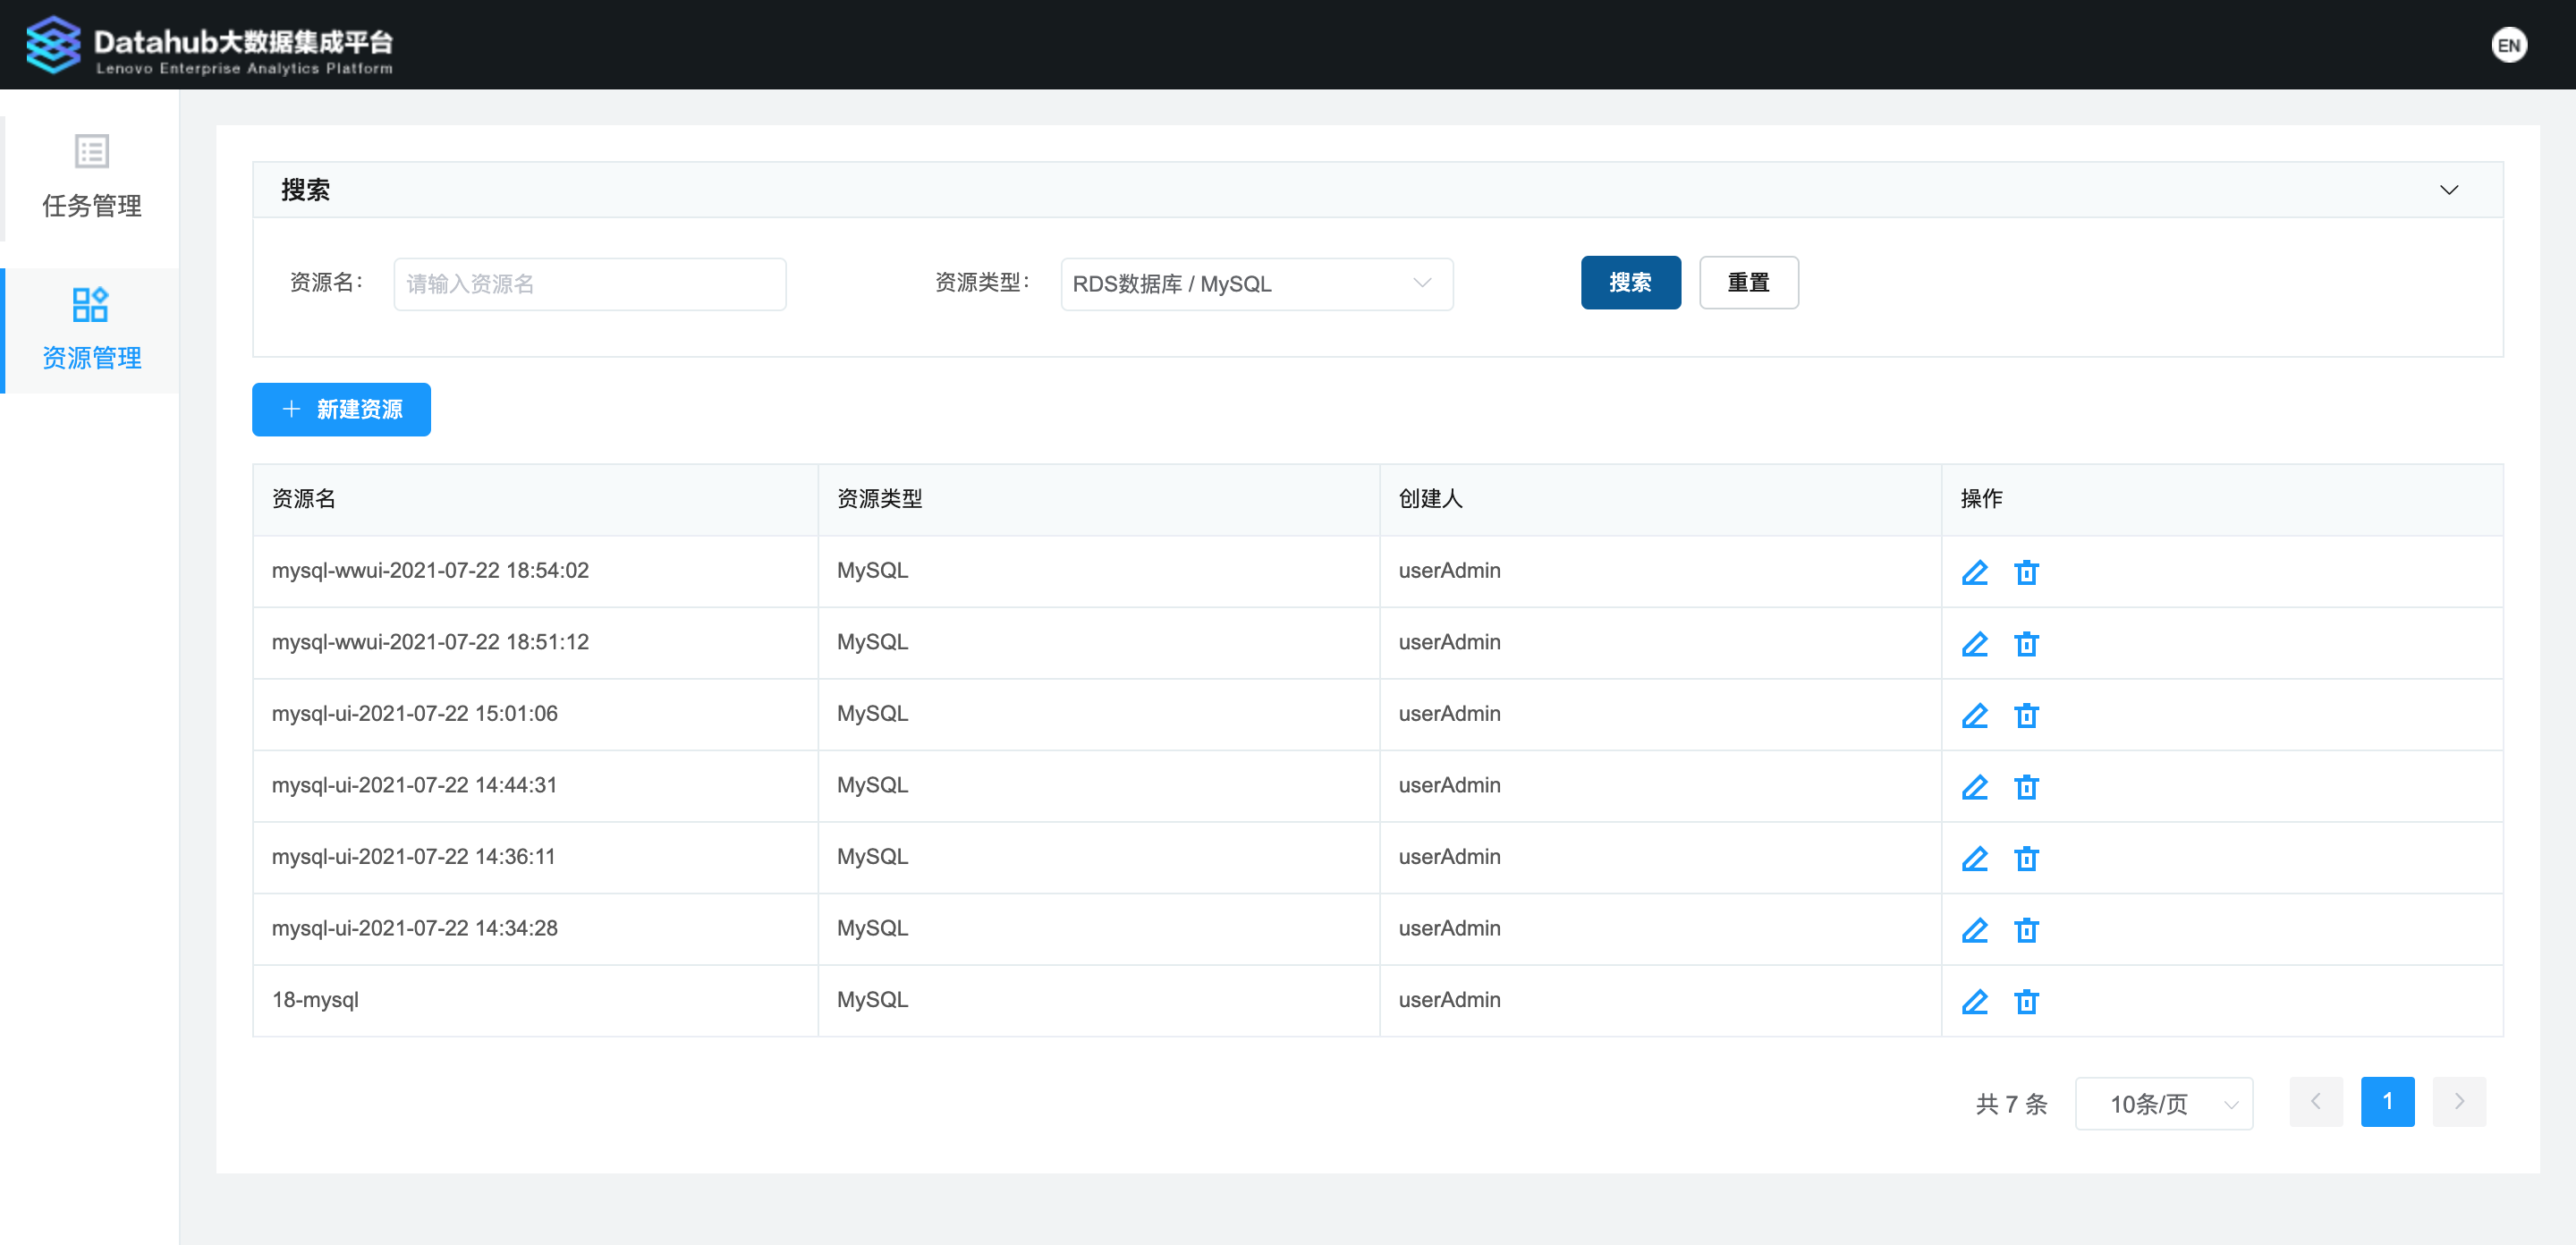 Datahub大数据集成平台
Lenovo Enterprise Analytics Platform
EN
任务管理
资源管理
搜索
资源名： 请输入资源名 资源类型： RDS数据库 / MySQL 搜索 重置
新建资源
资源名 资源类型 创建人 操作
mysql-wwui-2021-07-22 18:54:02 MySQL userAdmin
mysql-wwui-2021-07-22 18:51:12 MySQL userAdmin
mysql-ui-2021-07-22 15:01:06 MySQL userAdmin
mysql-ui-2021-07-22 14:44:31 MySQL userAdmin
mysql-ui-2021-07-22 14:36:11 MySQL userAdmin
mysql-ui-2021-07-22 14:34:28 MySQL userAdmin
18-mysql MySQL userAdmin
共 7 条 10条/页 1